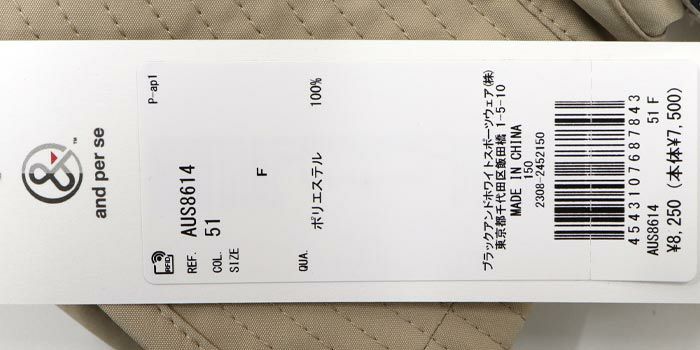 &
™
and per se
P-ap1
RFID
REF. AUS8614
COL. 51
SIZE F
QUA. ポリエステル 100%
ブラックアンドホワイトスポーツウェア(株)
東京都千代田区飯田橋 1-5-10
MADE IN CHINA
150
2308-2452150
4543107687843
AUS8614 51 F
¥8,250 (本体¥7,500)